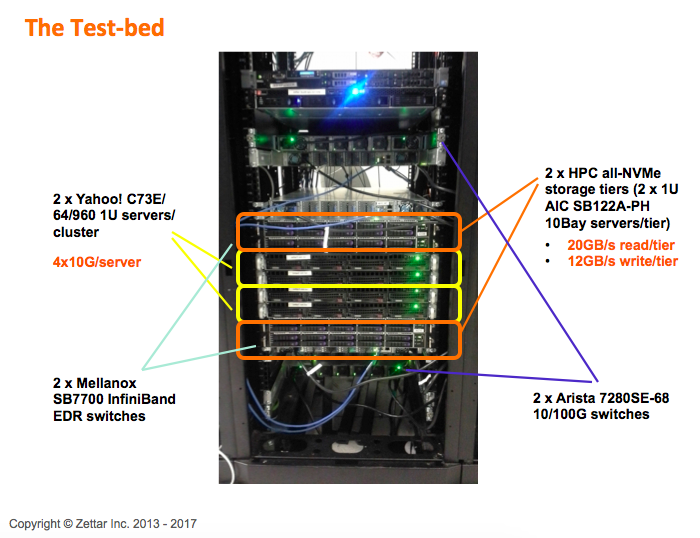 The Test-bed
2 x Yahoo! C73E/
64/960 1U servers/
cluster
4x10G/server
2 x Mellanox
SB7700 InfiniBand
EDR switches
2 x HPC all-NVMe
storage tiers (2 x 1U
AIC SB122A-PH
10Bay servers/tier)
• 20GB/s read/tier
• 12GB/s write/tier
2 x Arista 7280SE-68
10/100G switches
Copyright © Zettar Inc. 2013 - 2017